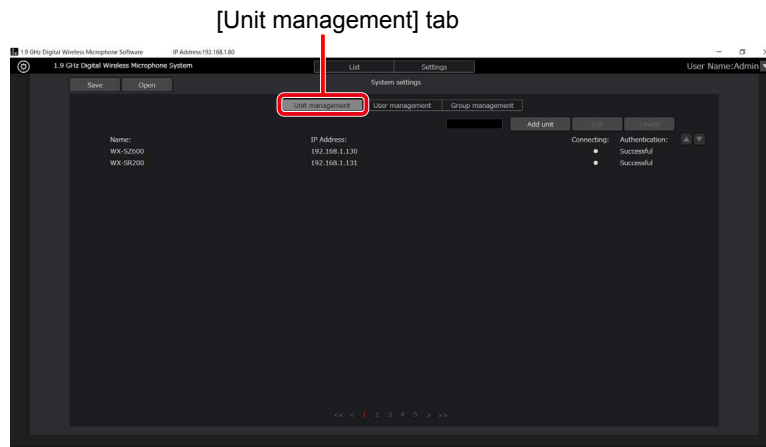 [Unit management] tab
1.9 GHz Digital Wireless Microphone Software IP Address:192.168.1.80
1.9 GHz Digital Wireless Microphone System List Settings User Name:Admin
Save Open System settings
Unit management User management Group management
Add unit Edit Delete
Name: IP Address: Connecting: Authentication:
WX-SZ600 192.168.1.130 Successful
WX-SR200 192.168.1.131 Successful
<< < 1 2 3 4 5 > >>